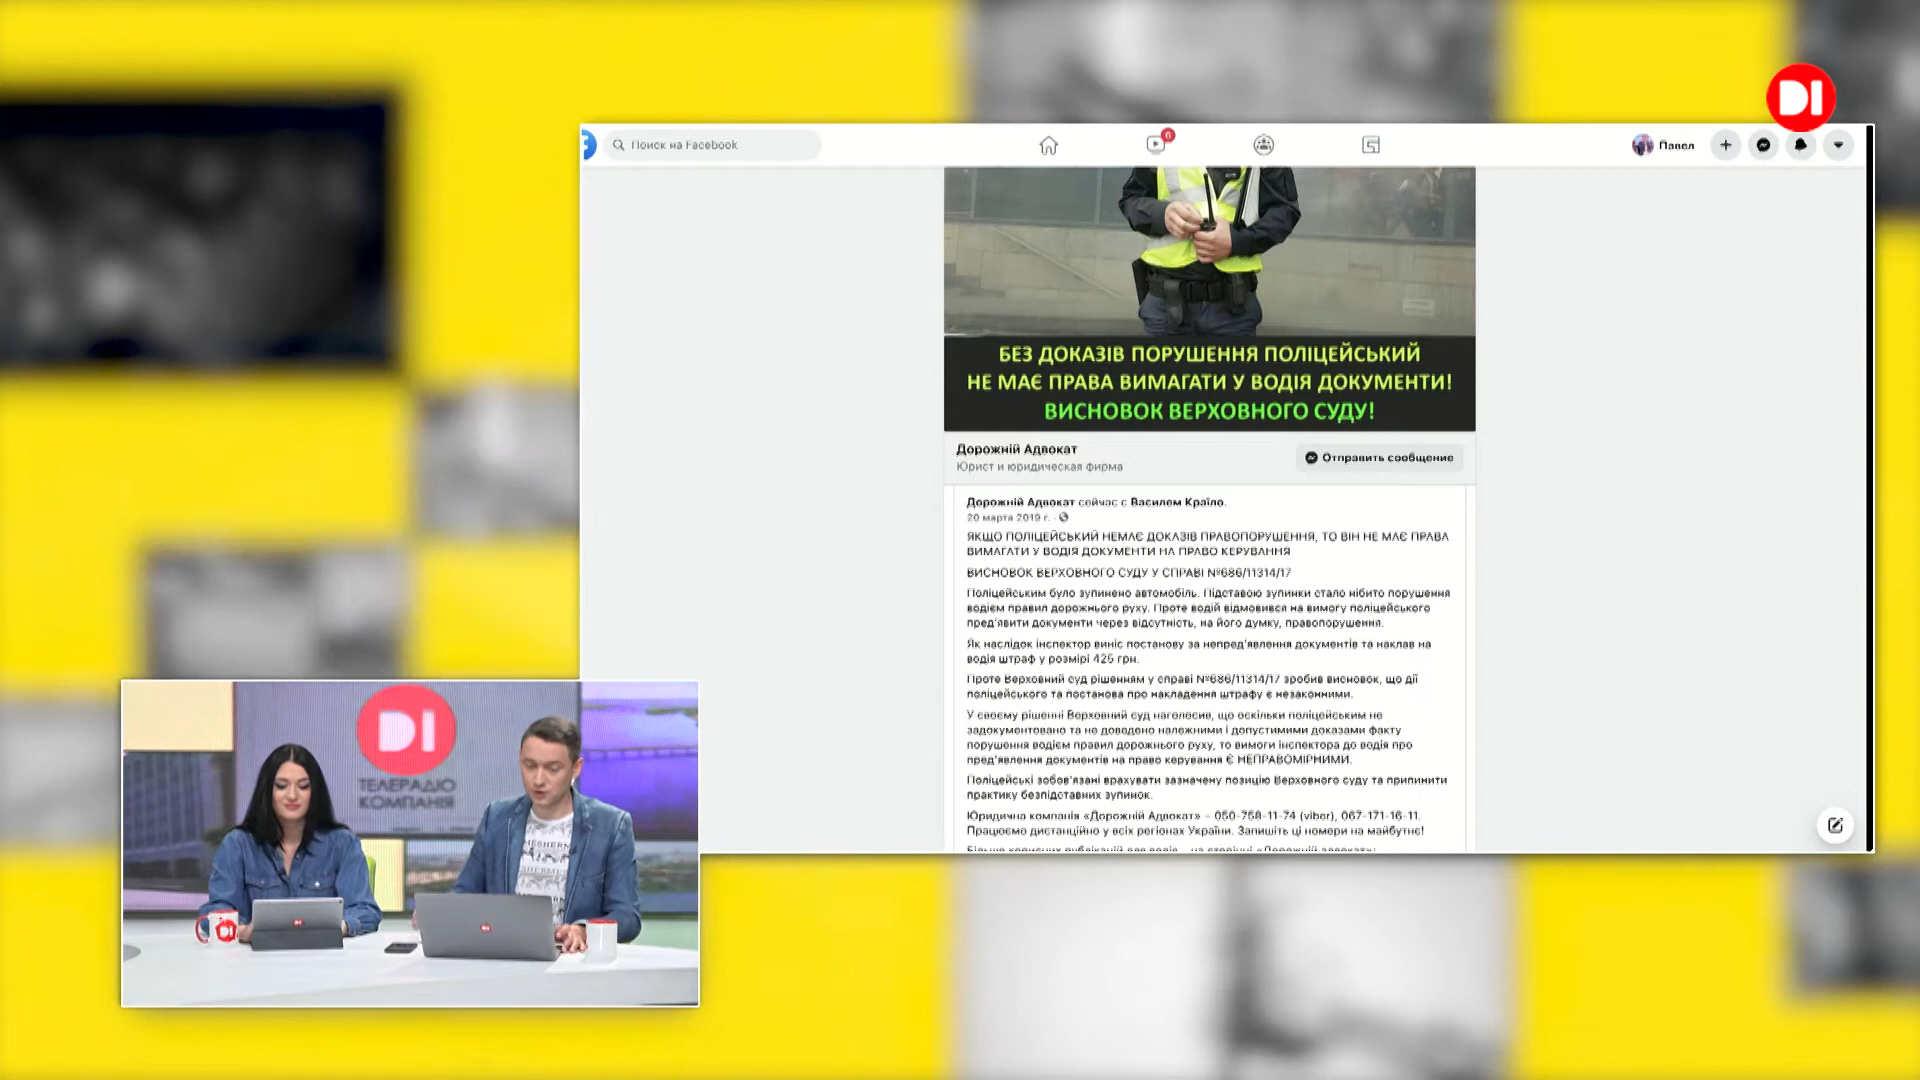 DI
Поиск на Facebook
6
Павел
БЕЗ ДОКАЗІВ ПОРУШЕННЯ ПОЛІЦЕЙСЬКИЙ
НЕ МАЄ ПРАВА ВИМАГАТИ У ВОДІЯ ДОКУМЕНТИ!
ВИСНОВОК ВЕРХОВНОГО СУДУ!
Дорожній Адвокат
Юрист и юридическая фирма
Отправить сообщение
Дорожній Адвокат сейчас с Василем Країло.
20 марта 2019 г. ·
ЯКЩО ПОЛІЦЕЙСЬКИЙ НЕМАЄ ДОКАЗІВ ПРАВОПОРУШЕННЯ, ТО ВІН НЕ МАЄ ПРАВА
ВИМАГАТИ У ВОДІЯ ДОКУМЕНТИ НА ПРАВО КЕРУВАННЯ
ВИСНОВОК ВЕРХОВНОГО СУДУ У СПРАВІ №686/11314/17
Поліцейським було зупинено автомобіль. Підставою зупинки стало нібито порушення
водієм правил дорожнього руху. Проте водій відмовився на вимогу поліцейського
пред'явити документи через відсутність, на його думку, правопорушення.
Як наслідок інспектор виніс постанову за непред'явлення документів та наклав на
водія штраф у розмірі 425 грн.
Проте Верховний суд рішенням у справі №686/11314/17 зробив висновок, що дії
поліцейського та постанова про накладення штрафу є незаконними.
У своєму рішенні Верховний суд наголосив, що оскільки поліцейським не
задокументовано та не доведено належними і допустимими доказами факту
порушення водієм правил дорожнього руху, то вимоги інспектора до водія про
пред'явлення документів на право керування Є НЕПРАВОМІРНИМИ.
Поліцейські зобов'язані врахувати зазначену позицію Верховного суду та припинити
практику безпідставних зупинок.
Юридична компанія «Дорожній Адвокат» – 050-758-11-74 (viber), 067-171-16-11.
Працюємо дистанційно у всіх регіонах України. Запишіть ці номери на майбутнє!
DI
ТЕЛЕРАДІО
КОМПАНІЯ
DI